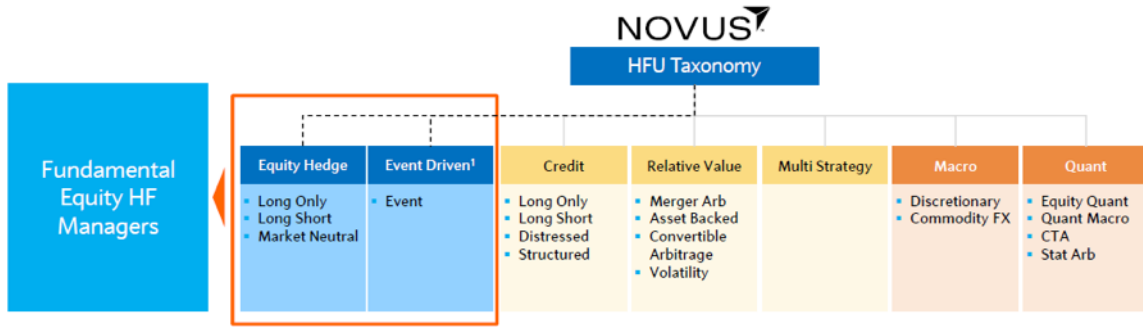 NOVUS
HFU Taxonomy
Fundamental
Equity HF
Managers
Equity Hedge
Long Only
Long Short
Market Neutral
Event Driven¹
Event
Credit
Long Only
Long Short
Distressed
Structured
Relative Value
Merger Arb
Asset Backed
Convertible
Arbitrage
Volatility
Multi Strategy
Macro
Discretionary
Commodity FX
Quant
Equity Quant
Quant Macro
CTA
Stat Arb